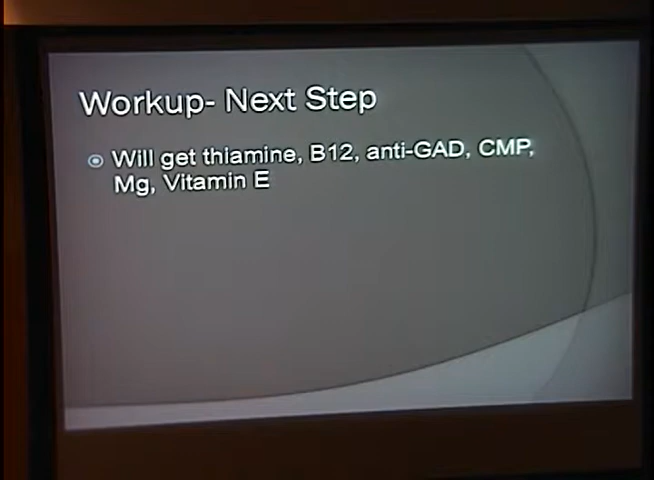 Workup- Next Step
Will get thiamine, B12, anti-GAD, CMP,
Mg, Vitamin E